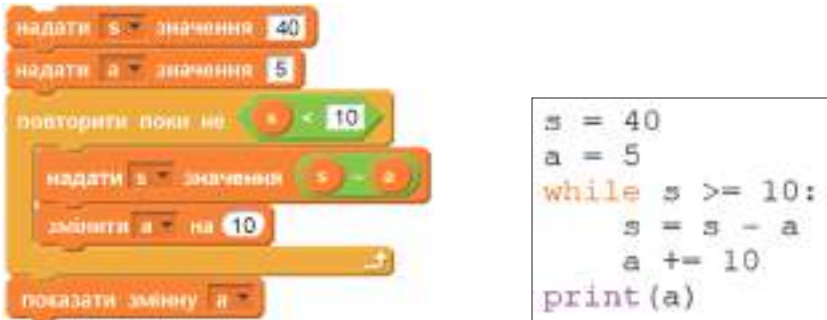 надати s значення 40
надати a значення 5
повторити поки не s < 10
надати s значення s - a
змінити a на 10
показати змінну a
s = 40
a = 5
while s >= 10:
s = s - a
a += 10
print(a)